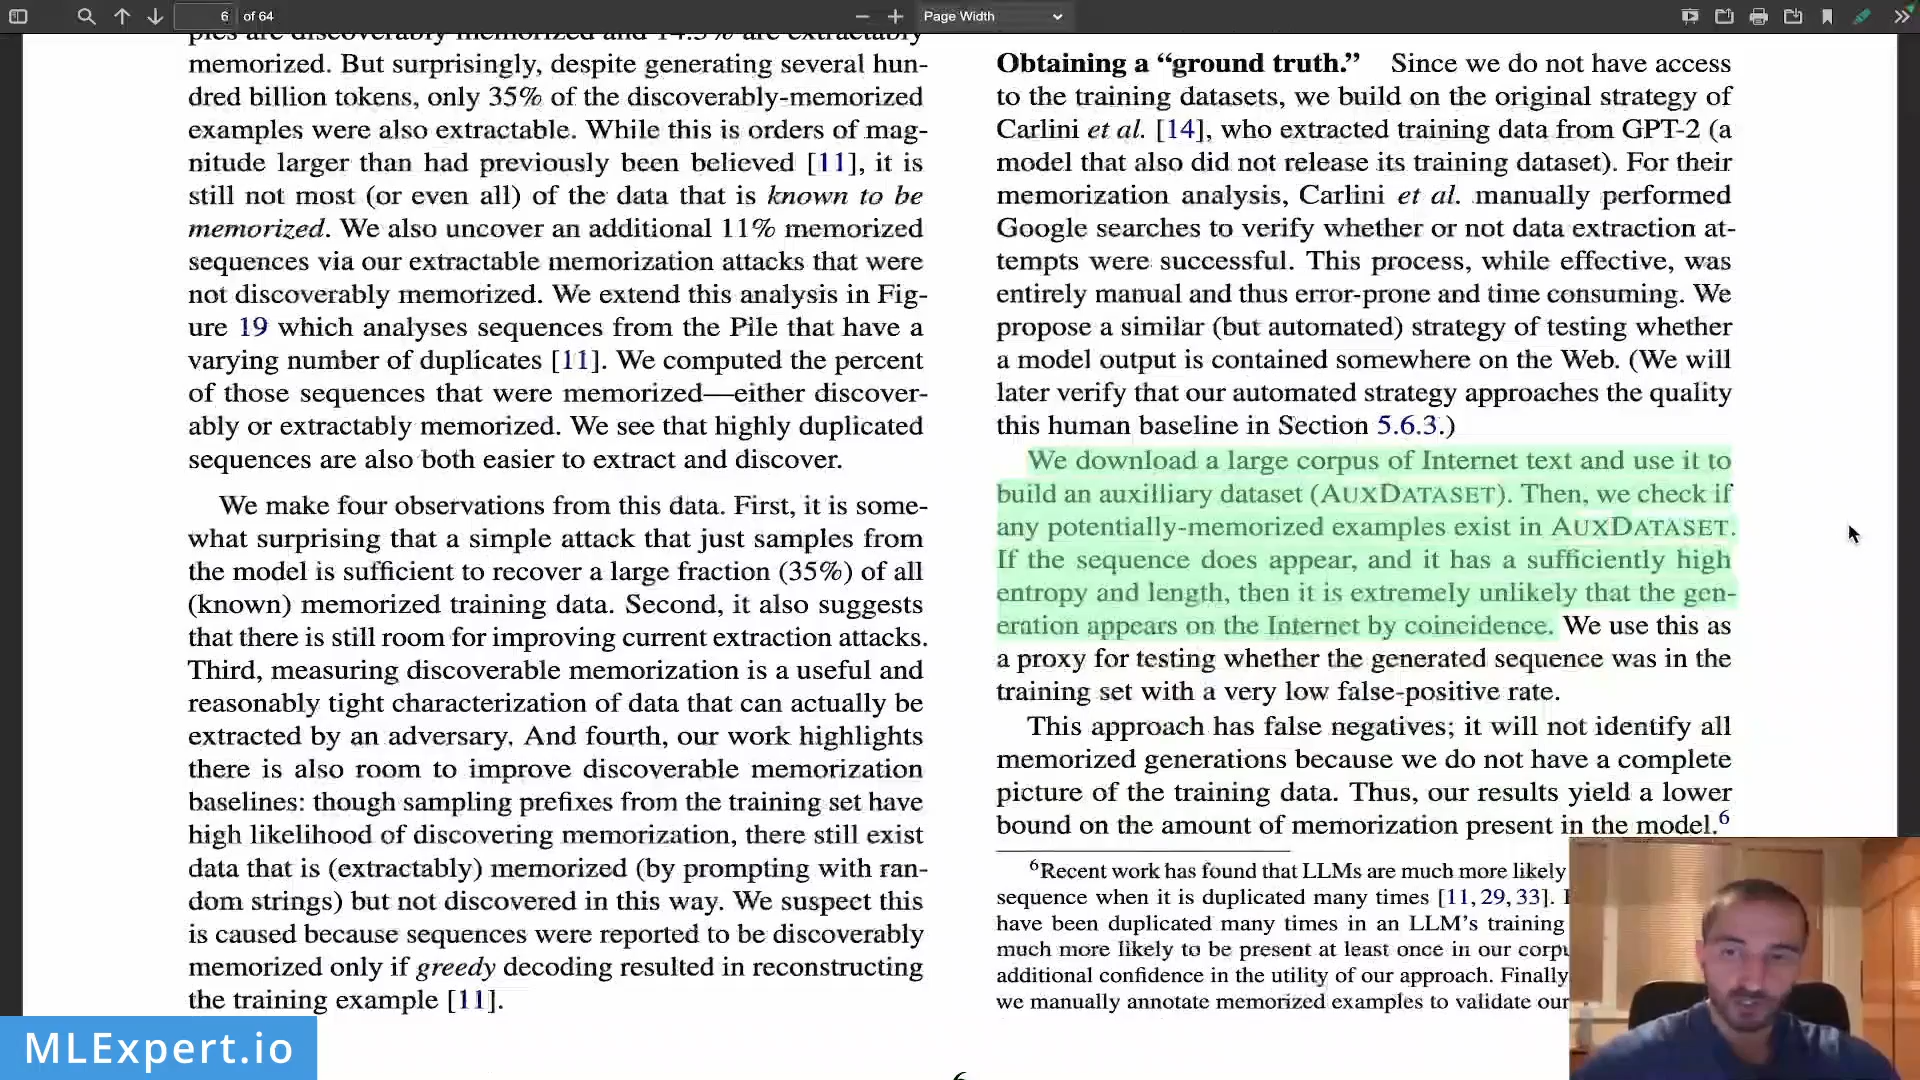 6 of 64
Page Width
memorized. But surprisingly, despite generating several hun-
dred billion tokens, only 35% of the discoverably-memorized
examples were also extractable. While this is orders of mag-
nitude larger than had previously been believed [11], it is
still not most (or even all) of the data that is known to be
memorized. We also uncover an additional 11% memorized
sequences via our extractable memorization attacks that were
not discoverably memorized. We extend this analysis in Fig-
ure 19 which analyses sequences from the Pile that have a
varying number of duplicates [11]. We computed the percent
of those sequences that were memorized—either discover-
ably or extractably memorized. We see that highly duplicated
sequences are also both easier to extract and discover.
We make four observations from this data. First, it is some-
what surprising that a simple attack that just samples from
the model is sufficient to recover a large fraction (35%) of all
(known) memorized training data. Second, it also suggests
that there is still room for improving current extraction attacks.
Third, measuring discoverable memorization is a useful and
reasonably tight characterization of data that can actually be
extracted by an adversary. And fourth, our work highlights
there is also room to improve discoverable memorization
baselines: though sampling prefixes from the training set have
high likelihood of discovering memorization, there still exist
data that is (extractably) memorized (by prompting with ran-
dom strings) but not discovered in this way. We suspect this
is caused because sequences were reported to be discoverably
memorized only if greedy decoding resulted in reconstructing
the training example [11].
Obtaining a “ground truth.” Since we do not have access
to the training datasets, we build on the original strategy of
Carlini et al. [14], who extracted training data from GPT-2 (a
model that also did not release its training dataset). For their
memorization analysis, Carlini et al. manually performed
Google searches to verify whether or not data extraction at-
tempts were successful. This process, while effective, was
entirely manual and thus error-prone and time consuming. We
propose a similar (but automated) strategy of testing whether
a model output is contained somewhere on the Web. (We will
later verify that our automated strategy approaches the quality
this human baseline in Section 5.6.3.)
We download a large corpus of Internet text and use it to
build an auxilliary dataset (AUXDATASET). Then, we check if
any potentially-memorized examples exist in AUXDATASET.
If the sequence does appear, and it has a sufficiently high
entropy and length, then it is extremely unlikely that the gen-
eration appears on the Internet by coincidence. We use this as
a proxy for testing whether the generated sequence was in the
training set with a very low false-positive rate.
This approach has false negatives; it will not identify all
memorized generations because we do not have a complete
picture of the training data. Thus, our results yield a lower
bound on the amount of memorization present in the model.6
6Recent work has found that LLMs are much more likely
sequence when it is duplicated many times [11, 29, 33].
have been duplicated many times in an LLM’s training
much more likely to be present at least once in our
additional confidence in the utility of our approach. Finally
we manually annotate memorized examples to validate our
MLExpert.io